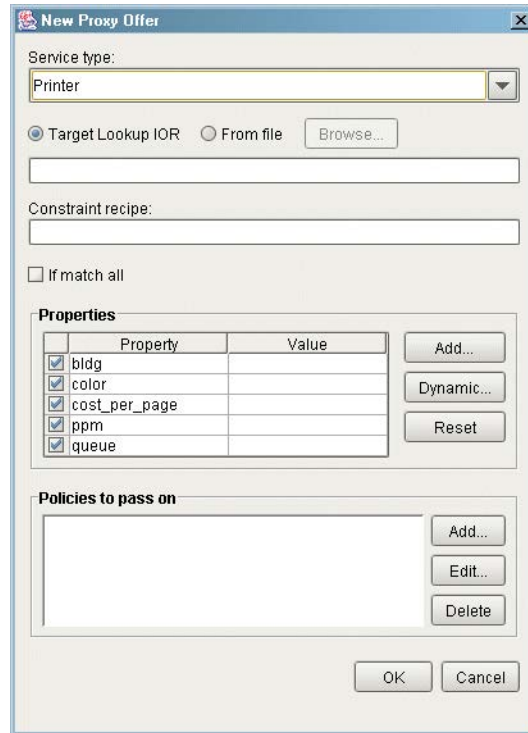 New Proxy Offer
Service type:
Printer
Target Lookup IOR From file Browse...
Constraint recipe:
If match all
Properties
Property Value
bldg
color
cost_per_page
ppm
queue
Add...
Dynamic...
Reset
Policies to pass on
Add...
Edit...
Delete
OK Cancel